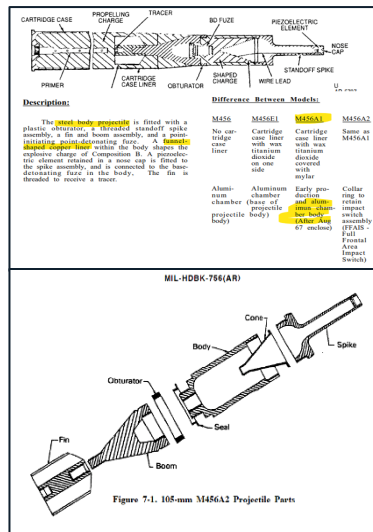 CARTRIDGE CASE
PROPELLING CHARGE
TRACER
BD FUZE
PIEZOELECTRIC ELEMENT
NOSE CAP
PRIMER
CARTRIDGE CASE LINER
OBTURATOR
SHAPED CHARGE
WIRE LEAD
STANDOFF SPIKE
Description:
The steel body projectile is fitted with a
plastic obturator, a threaded standoff spike
assembly, a fin and boom assembly, and a point-
initiating point-detonating fuze. A funnel-
shaped copper liner within the body shapes the
explosive charge of Composition B. A piezoelec-
tric element retained in a nose cap is fitted to
the spike assembly, and is connected to the base-
detonating fuze in the body. The fin is
threaded to receive a tracer.
Difference Between Models:
M456 M456E1 M456A1 M456A2
No car- Cartridge Cartridge Same as
tridge case liner case liner M456A1
case with wax with wax
liner titanium titanium
dioxide dioxide
on one covered
side with
mylar
Alumi- Aluminum Early pro- Collar
num chamber duction ring to
chamber (base of and alum- retain
projectile imun cham- impact
projectile body) ber body switch
body) (After Aug assembly
67 enclose) (FFAIS -
Full
Frontal
Area
Impact
Switch)
MIL-HDBK-756(AR)
Cone
Body
Spike
Obturator
Seal
Fin
Boom
Figure 7-1. 105-mm M456A2 Projectile Parts